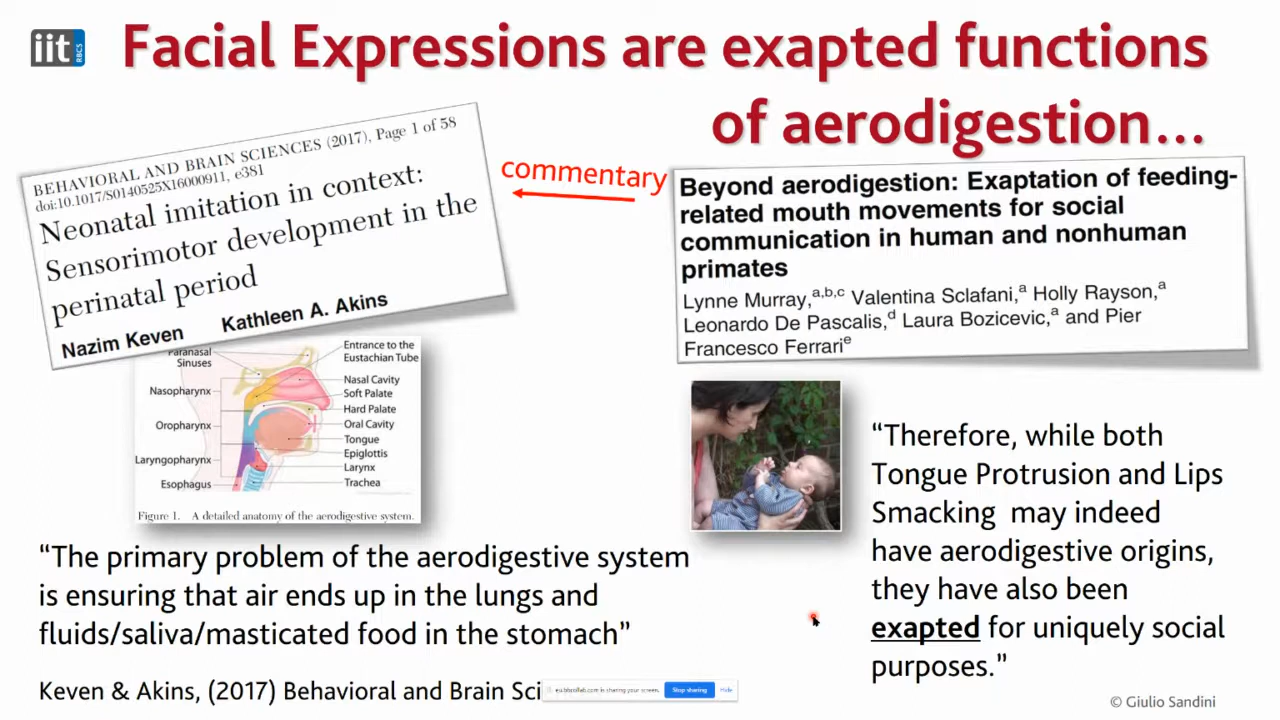 iit
RBCS
Facial Expressions are exapted functions
of aerodigestion...
BEHAVIORAL AND BRAIN SCIENCES (2017), Page 1 of 58
doi:10.1017/S0140525X16000911, e381
Neonatal imitation in context:
Sensorimotor development in the
perinatal period
Nazim Keven Kathleen A. Akins
commentary
Beyond aerodigestion: Exaptation of feeding-
related mouth movements for social
communication in human and nonhuman
primates
Lynne Murray,a,b,c Valentina Sclafani,a Holly Rayson,a
Leonardo De Pascalis,d Laura Bozicevic,a and Pier
Francesco Ferrarie
Paranasal
Sinuses
Nasopharynx
Oropharynx
Laryngopharynx
Esophagus
Entrance to the
Eustachian Tube
Nasal Cavity
Soft Palate
Hard Palate
Oral Cavity
Tongue
Epiglottis
Larynx
Trachea
Figure 1. A detailed anatomy of the aerodigestive system.
“The primary problem of the aerodigestive system
is ensuring that air ends up in the lungs and
fluids/saliva/masticated food in the stomach”
Keven & Akins, (2017) Behavioral and Brain Sci
“Therefore, while both
Tongue Protrusion and Lips
Smacking may indeed
have aerodigestive origins,
they have also been
exapted for uniquely social
purposes.”
is sharing your screen. Stop sharing Hide
© Giulio Sandini